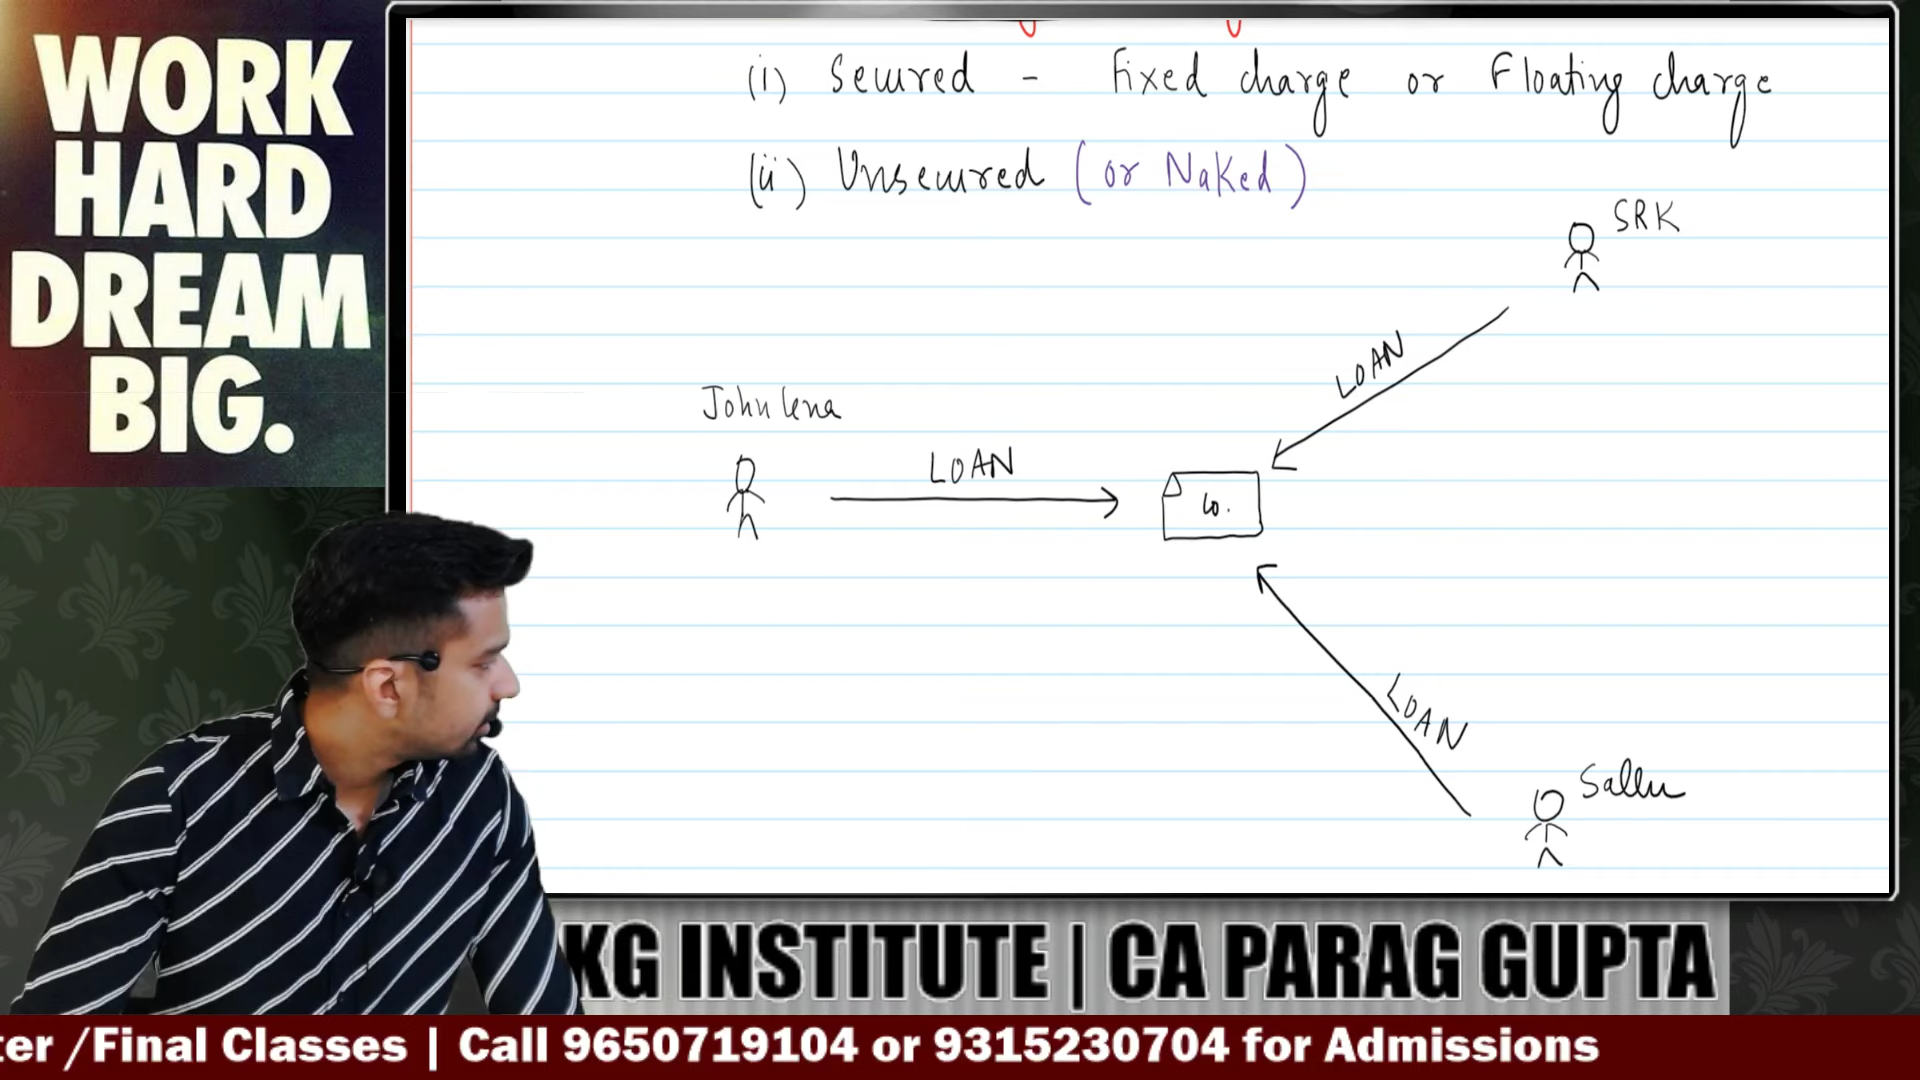 WORK
HARD
DREAM
BIG.
(i) Secured - Fixed charge or Floating charge
(ii) Unsecured (or Naked)
SRK
LOAN
John Cena
LOAN
Co.
LOAN
Sallu
KG INSTITUTE | CA PARAG GUPTA
ter /Final Classes | Call 9650719104 or 9315230704 for Admissions